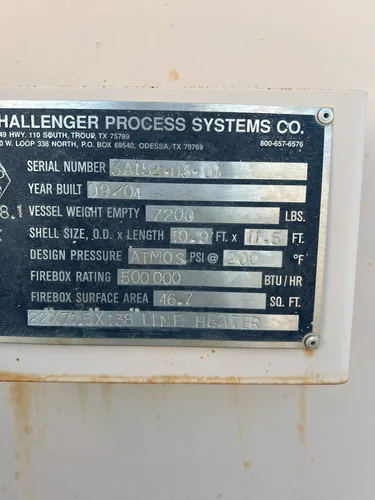 HALLENGER PROCESS SYSTEMS CO.
49 HWY. 110 SOUTH, TROUP, TX 75789
0 W. LOOP 338 NORTH, P.O. BOX 69540, ODESSA, TX 79769 800-657-6576
SERIAL NUMBER 3A152-03-01
YEAR BUILT 09/04
8.1 VESSEL WEIGHT EMPTY 7200 LBS.
SHELL SIZE, O.D. x LENGTH 10.9 FT. x 11.5 FT.
DESIGN PRESSURE ATMOS PSI @ 200 °F
FIREBOX RATING 500000 BTU/HR
FIREBOX SURFACE AREA 46.7 SQ. FT.
LINE HEATER